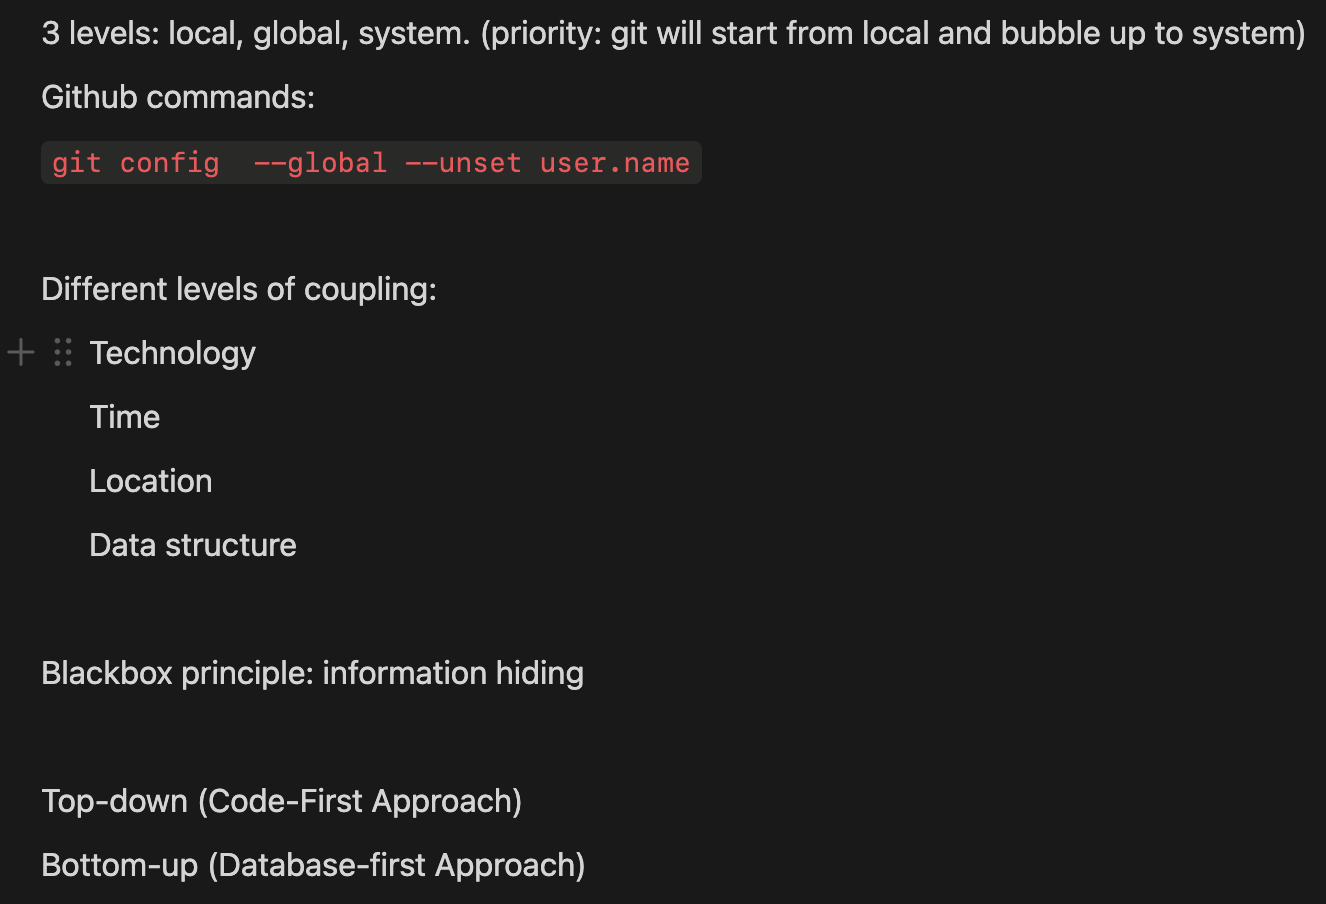 3 levels: local, global, system. (priority: git will start from local and bubble up to system)
Github commands:
git config  --global --unset user.name
Different levels of coupling:
Technology
Time
Location
Data structure
Blackbox principle: information hiding
Top-down (Code-First Approach)
Bottom-up (Database-first Approach)